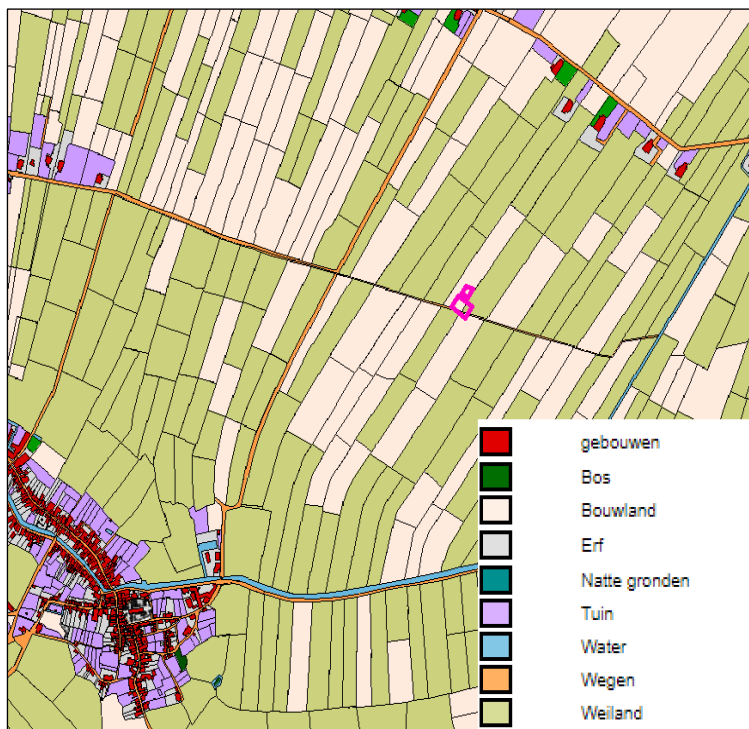 gebouwen
Bos
Bouwland
Erf
Natte gronden
Tuin
Water
Wegen
Weiland